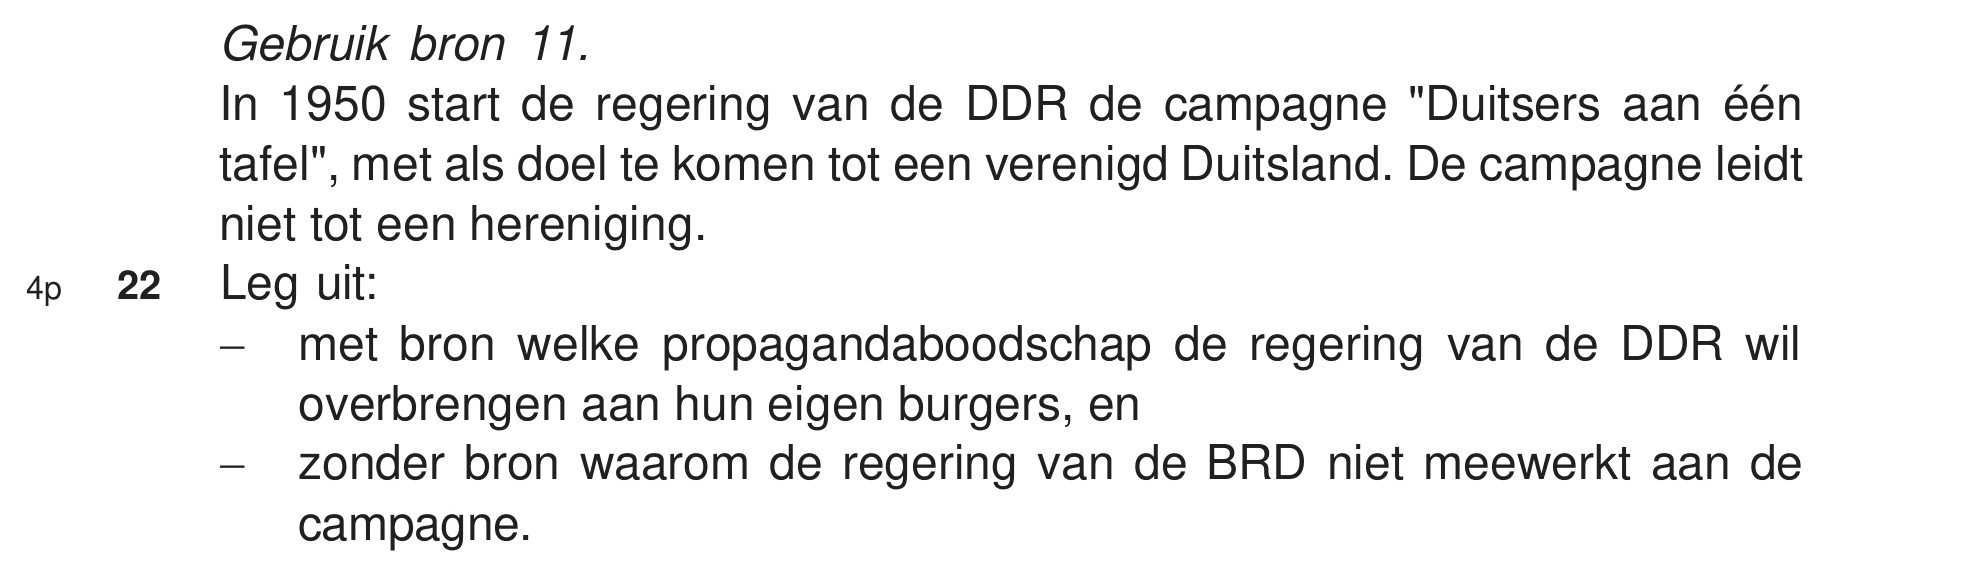 Gebruik bron 11.
In 1950 start de regering van de DDR de campagne "Duitsers aan één
tafel", met als doel te komen tot een verenigd Duitsland. De campagne leidt
niet tot een hereniging.
4p 22 Leg uit:
– met bron welke propagandaboodschap de regering van de DDR wil
overbrengen aan hun eigen burgers, en
– zonder bron waarom de regering van de BRD niet meewerkt aan de
campagne.